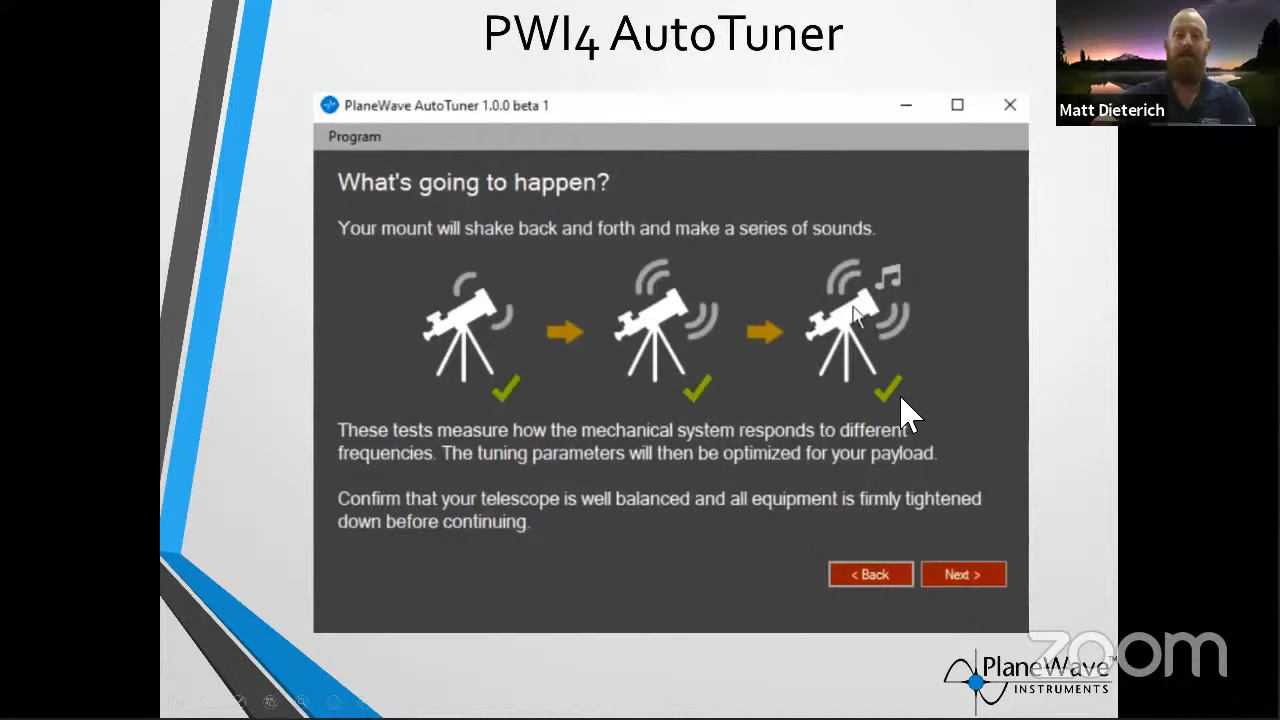 PWI4 AutoTuner
Matt Dieterich
PlaneWave AutoTuner 1.0.0 beta 1
Program
What's going to happen?
Your mount will shake back and forth and make a series of sounds.
These tests measure how the mechanical system responds to different
frequencies. The tuning parameters will then be optimized for your payload.
Confirm that your telescope is well balanced and all equipment is firmly tightened
down before continuing.
< Back
Next >
zoom
PlaneWave™
INSTRUMENTS